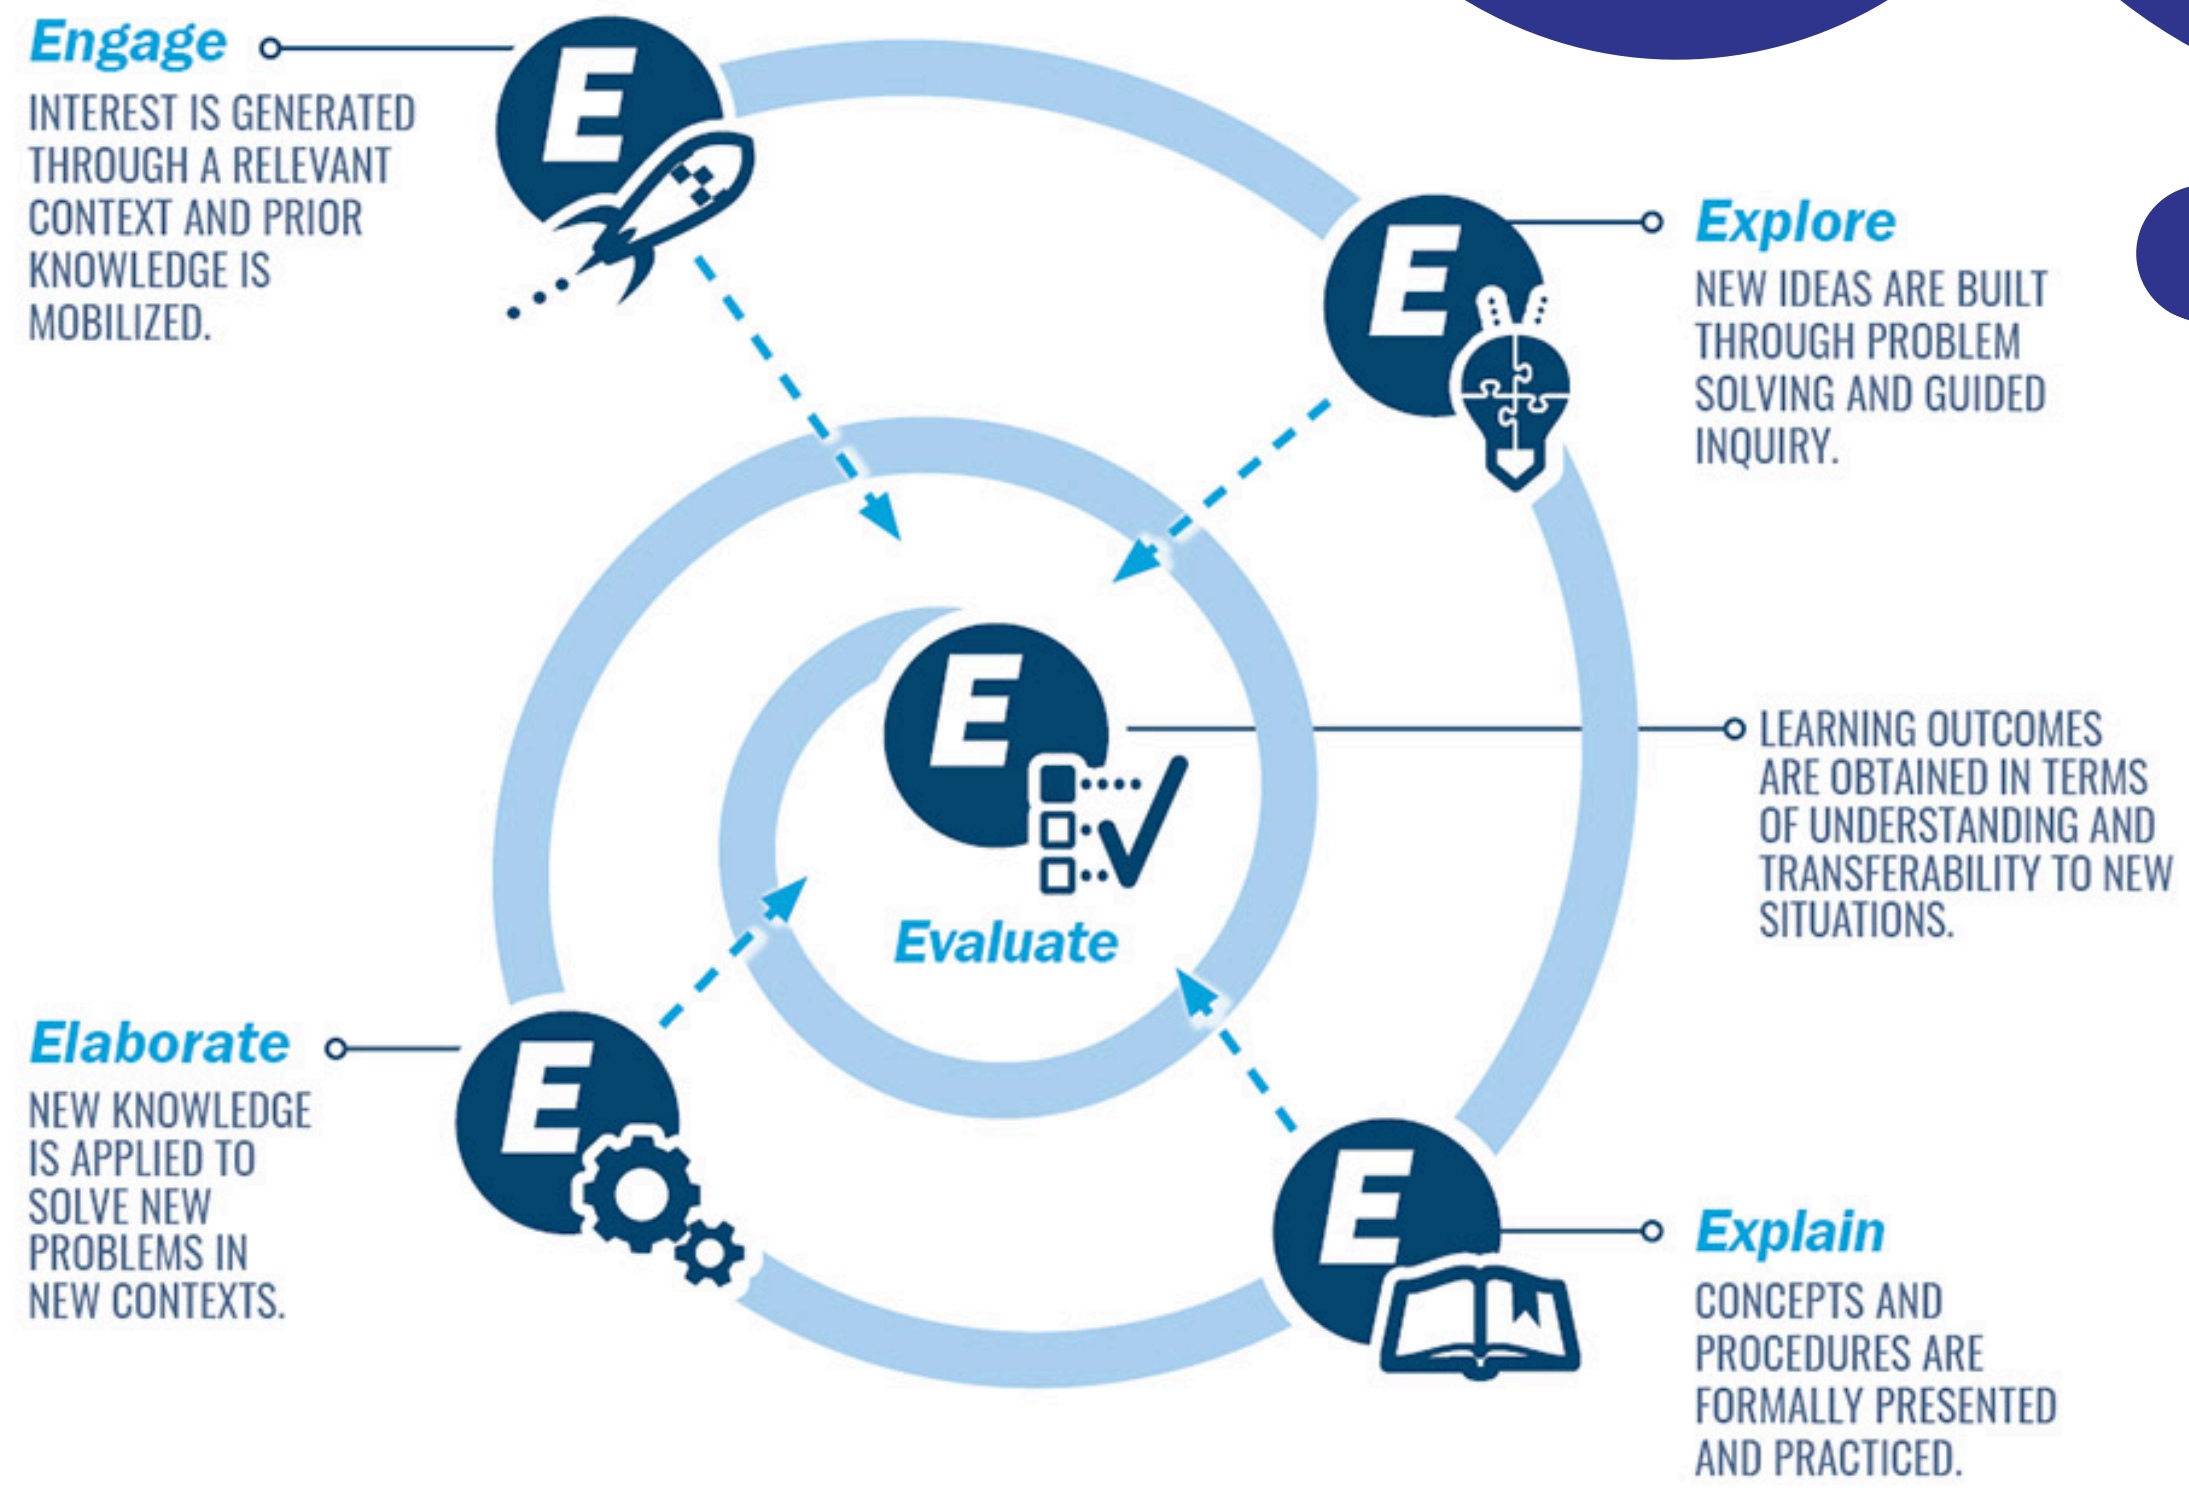 Engage
INTEREST IS GENERATED
THROUGH A RELEVANT
CONTEXT AND PRIOR
KNOWLEDGE IS
MOBILIZED.
E
E
Explore
NEW IDEAS ARE BUILT
THROUGH PROBLEM
SOLVING AND GUIDED
INQUIRY.
E
Evaluate
LEARNING OUTCOMES
ARE OBTAINED IN TERMS
OF UNDERSTANDING AND
TRANSFERABILITY TO NEW
SITUATIONS.
Elaborate
NEW KNOWLEDGE
IS APPLIED TO
SOLVE NEW
PROBLEMS IN
NEW CONTEXTS.
E
E
Explain
CONCEPTS AND
PROCEDURES ARE
FORMALLY PRESENTED
AND PRACTICED.